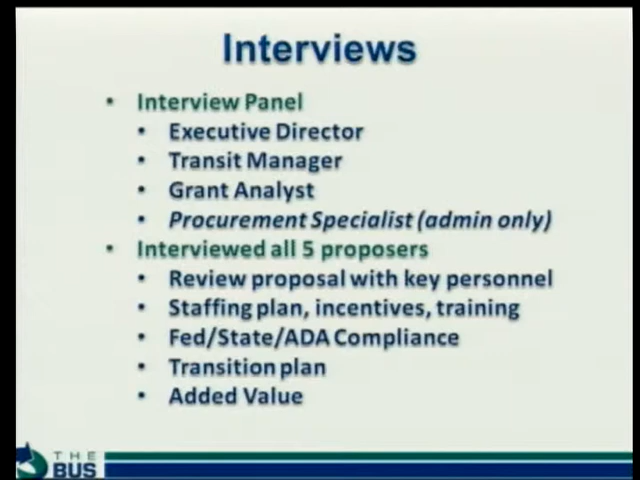 Interviews
• Interview Panel
• Executive Director
• Transit Manager
• Grant Analyst
• Procurement Specialist (admin only)
• Interviewed all 5 proposers
• Review proposal with key personnel
• Staffing plan, incentives, training
• Fed/State/ADA Compliance
• Transition plan
• Added Value
THE
BUS